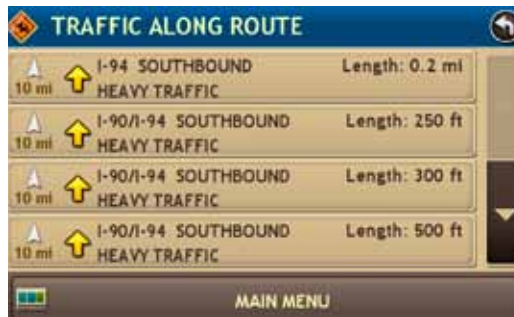 TRAFFIC ALONG ROUTE
I-94 SOUTHBOUND Length: 0.2 mi
10 mi HEAVY TRAFFIC
I-90/I-94 SOUTHBOUND Length: 250 ft
10 mi HEAVY TRAFFIC
I-90/I-94 SOUTHBOUND Length: 300 ft
10 mi HEAVY TRAFFIC
I-90/I-94 SOUTHBOUND Length: 500 ft
10 mi HEAVY TRAFFIC
MAIN MENU